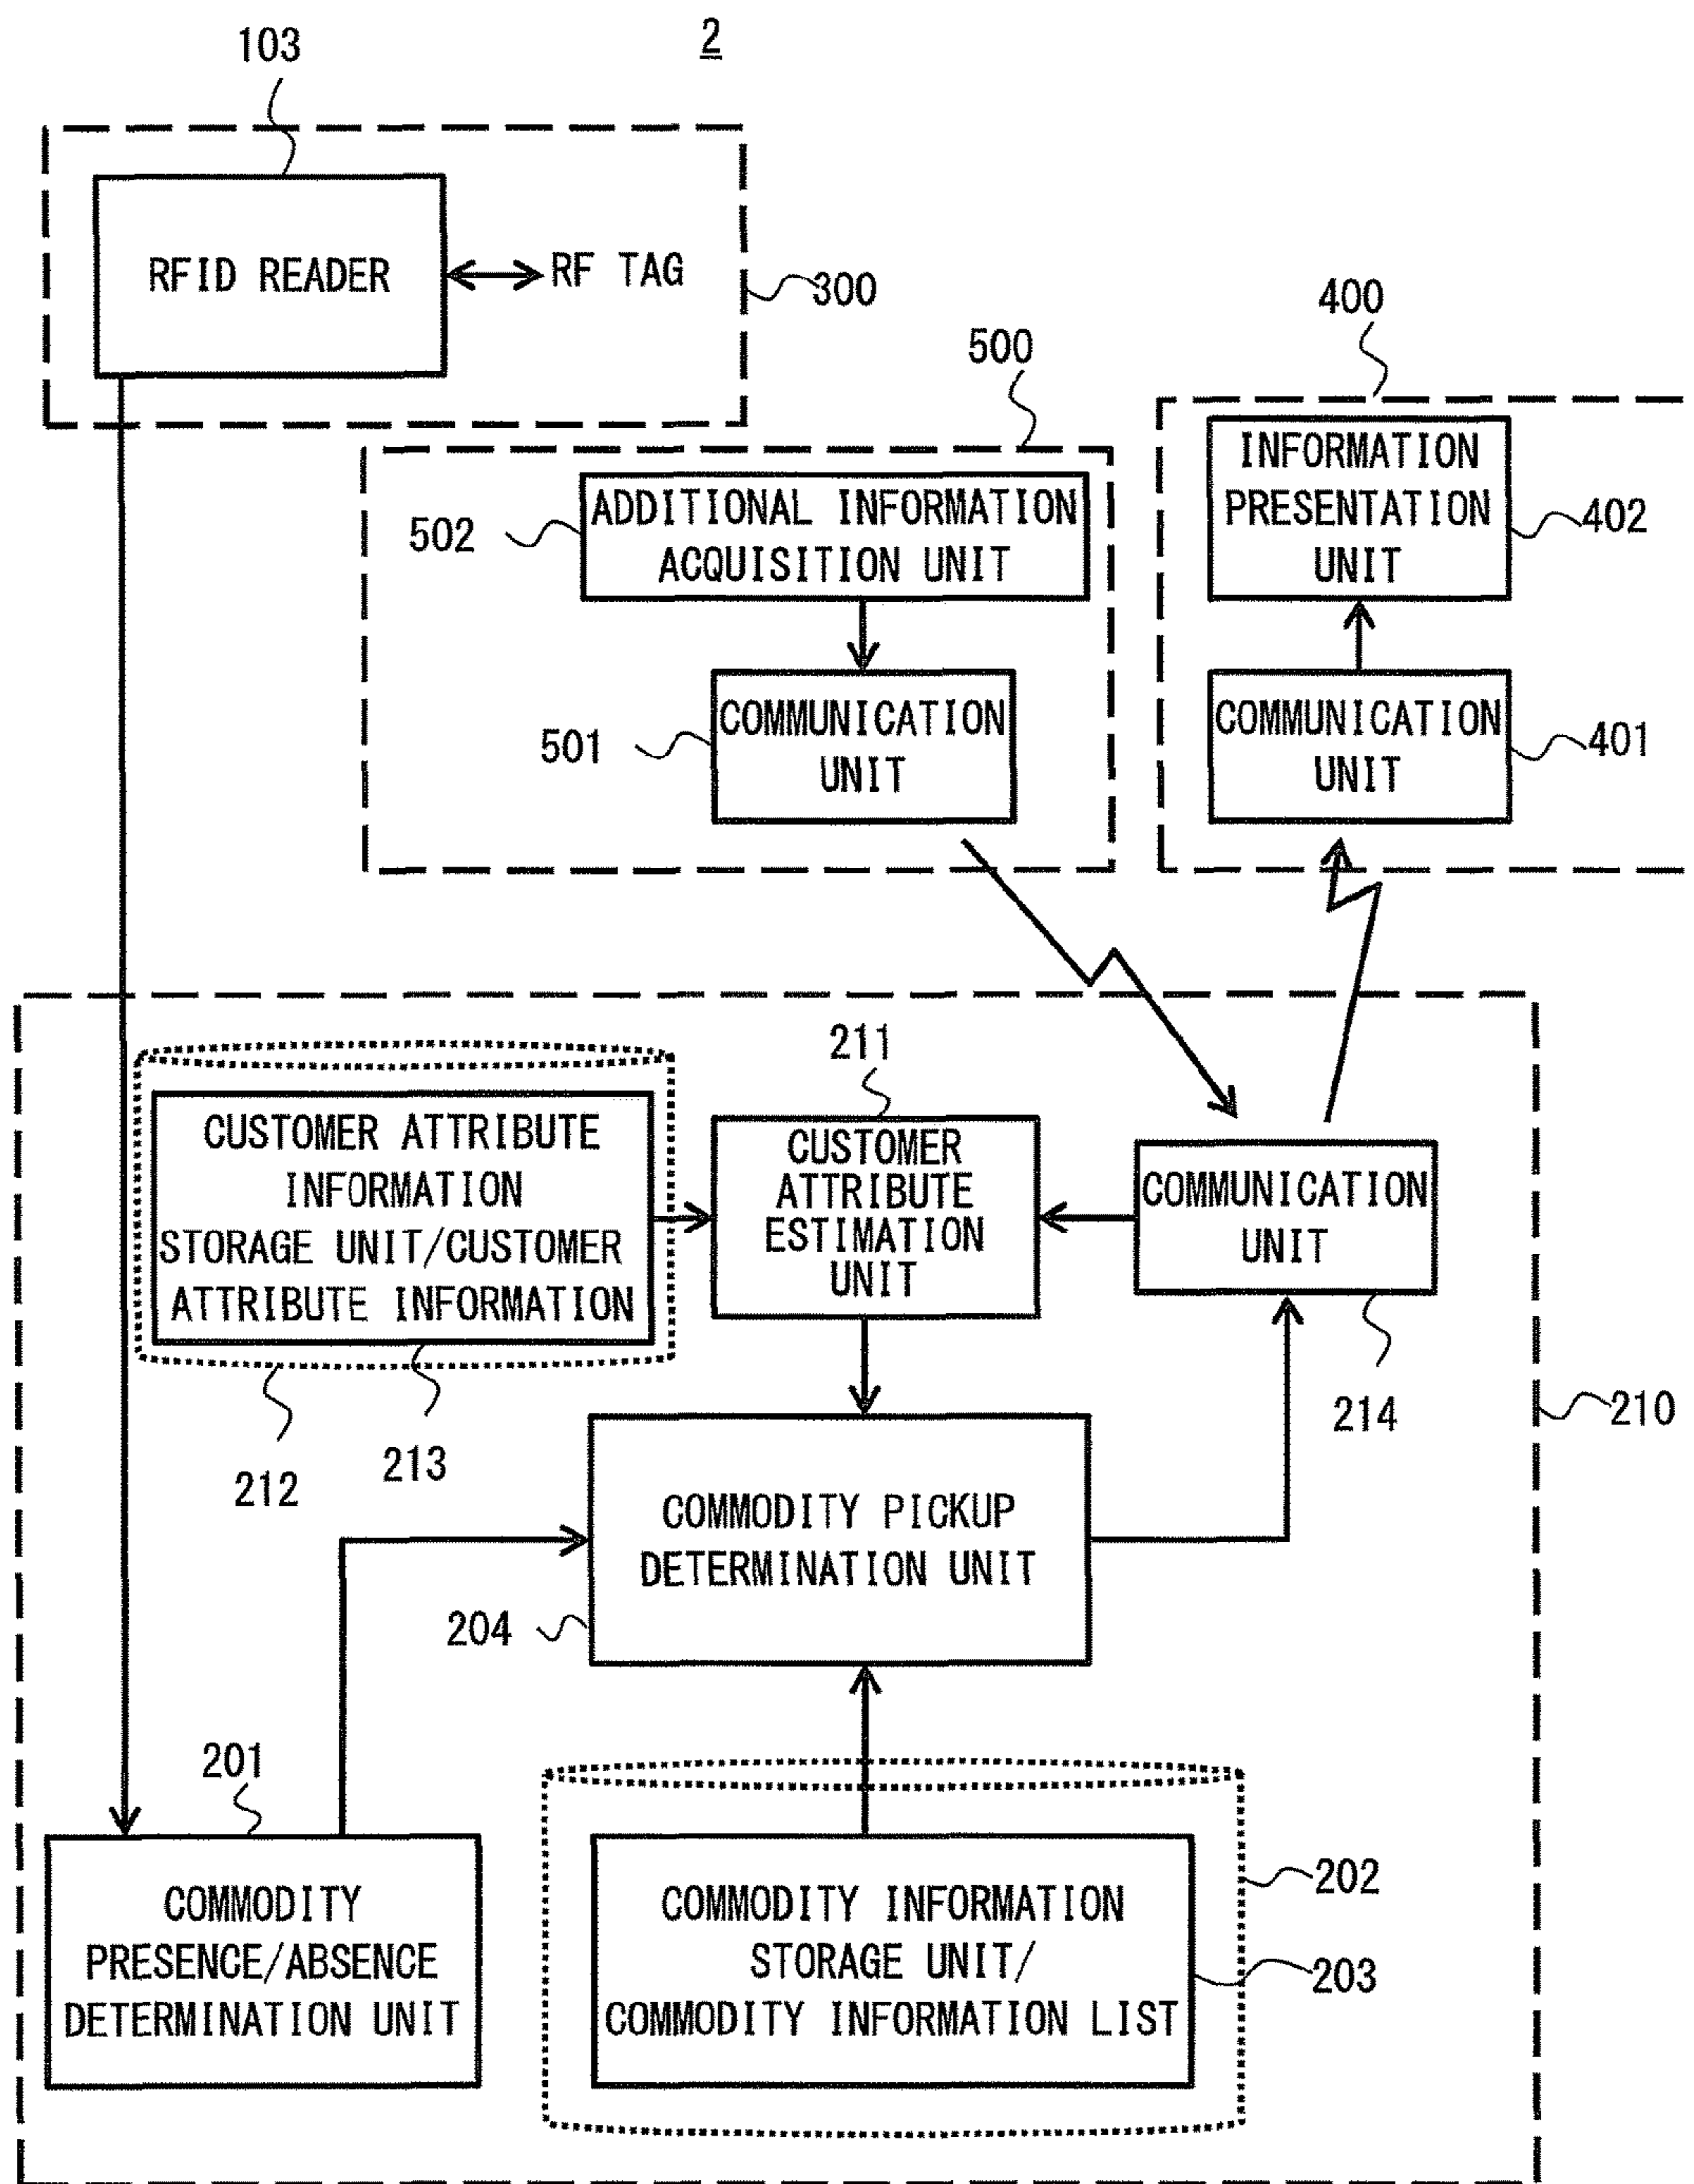 2
103
RFID READER
RF TAG
300
400
500
INFORMATION
PRESENTATION
UNIT
402
502
ADDITIONAL INFORMATION
ACQUISITION UNIT
501
COMMUNICATION
UNIT
COMMUNICATION
UNIT
401
211
CUSTOMER ATTRIBUTE
INFORMATION
STORAGE UNIT/CUSTOMER
ATTRIBUTE INFORMATION
CUSTOMER
ATTRIBUTE
ESTIMATION
UNIT
COMMUNICATION
UNIT
212
213
214
210
COMMODITY PICKUP
DETERMINATION UNIT
204
201
COMMODITY
PRESENCE/ABSENCE
DETERMINATION UNIT
COMMODITY INFORMATION
STORAGE UNIT/
COMMODITY INFORMATION LIST
202
203